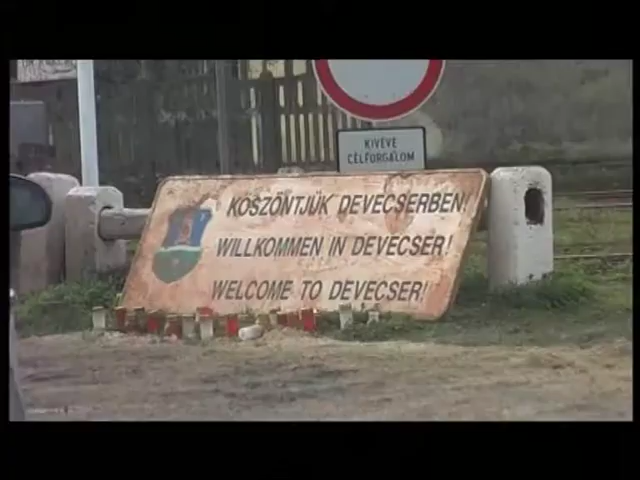 KIVÉVE
CÉLFORGALOM
KÖSZÖNTJÜK DEVECSERBEN!
WILLKOMMEN IN DEVECSER!
WELCOME TO DEVECSER!